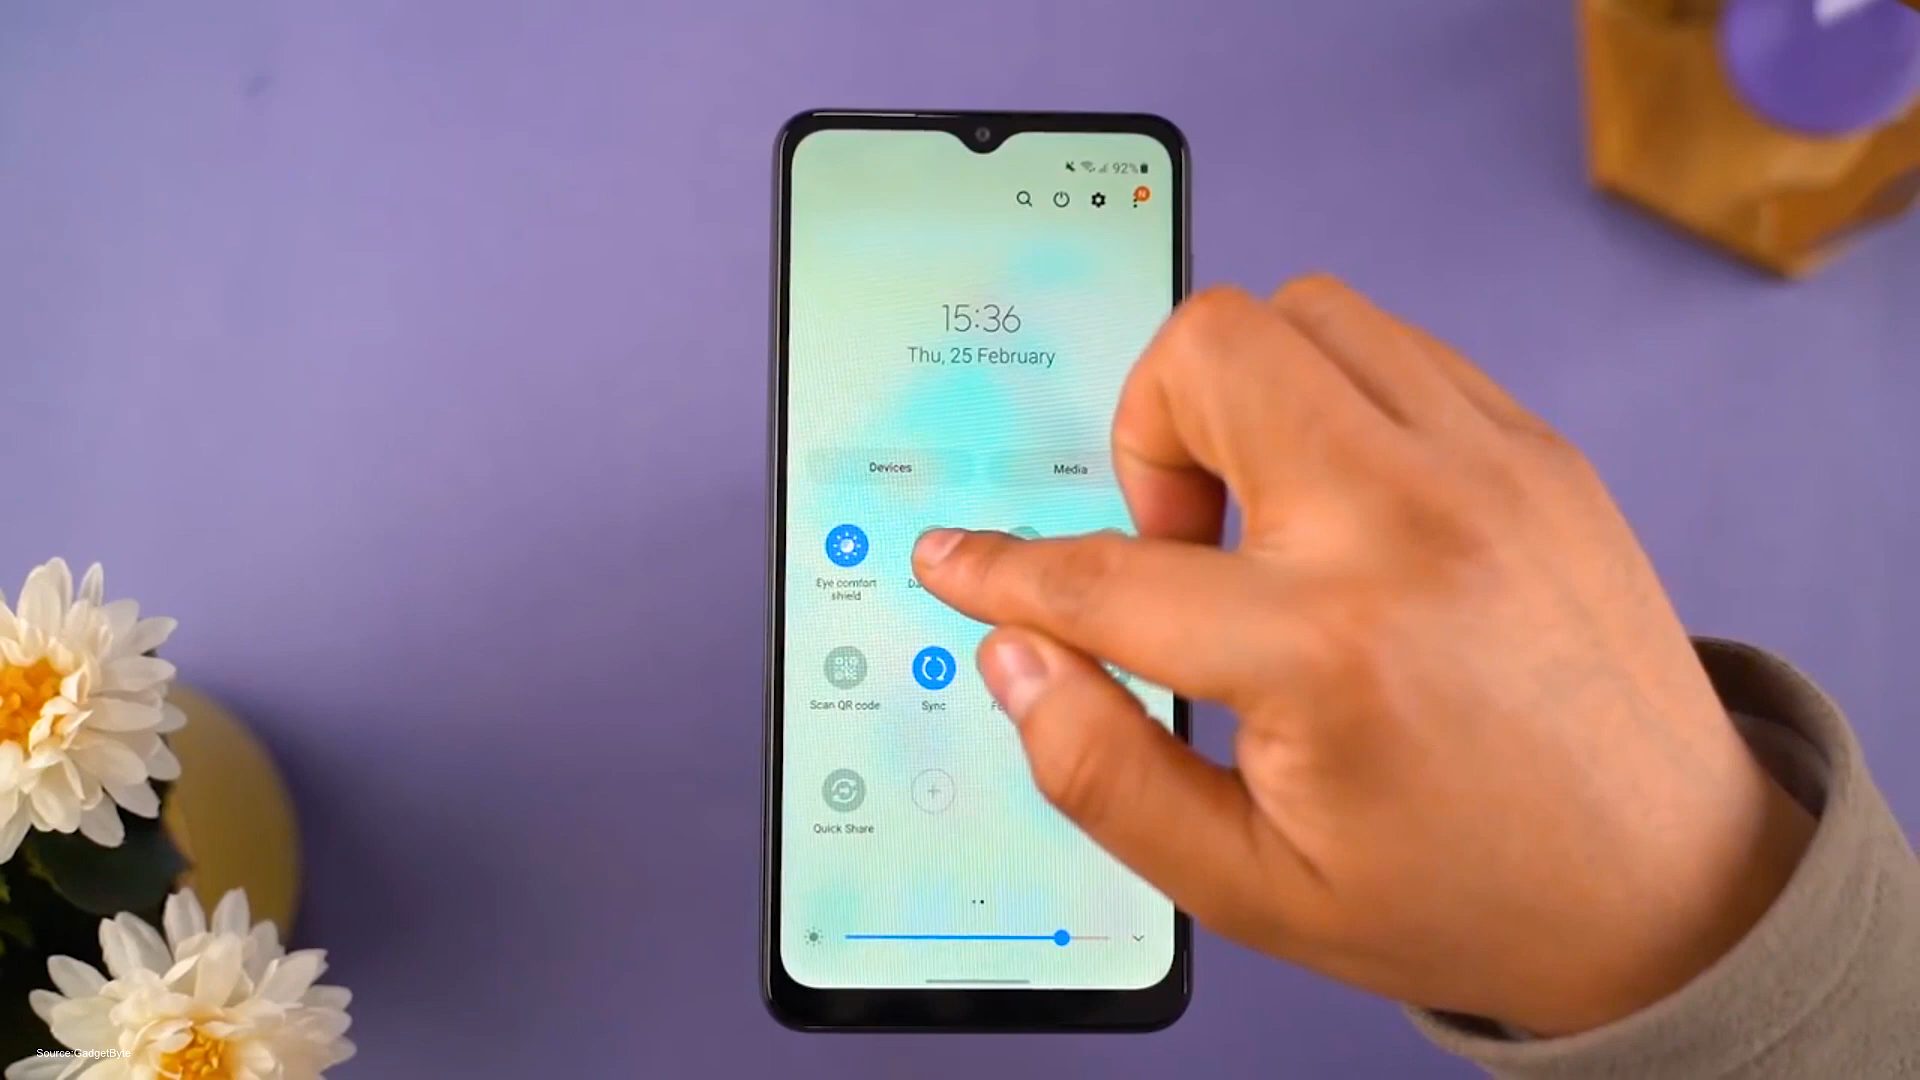 92%
N
15:36
Thu, 25 February
Devices
Media
Eye comfort
shield
Scan QR code
Sync
Quick Share
Source:GadgetByte